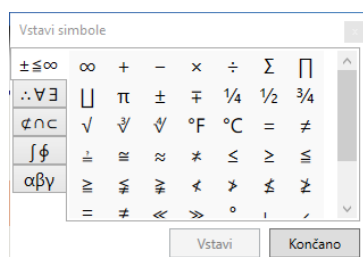 Vstavi simbole
±≤∞ ∞ + − × ÷ Σ ∏
∴∀∃ ∐ π ± ∓ ¼ ½ ¾
⊄∩⊂ √ ∛ ∜ °F °C = ≠
∫∮ ≟ ≅ ≈ ≭ ≤ ≥ ≦
αβγ ≧ ≨ ≩ ≮ ≯ ≰ ≱
= ≠ ≪ ≫ °
Vstavi Končano